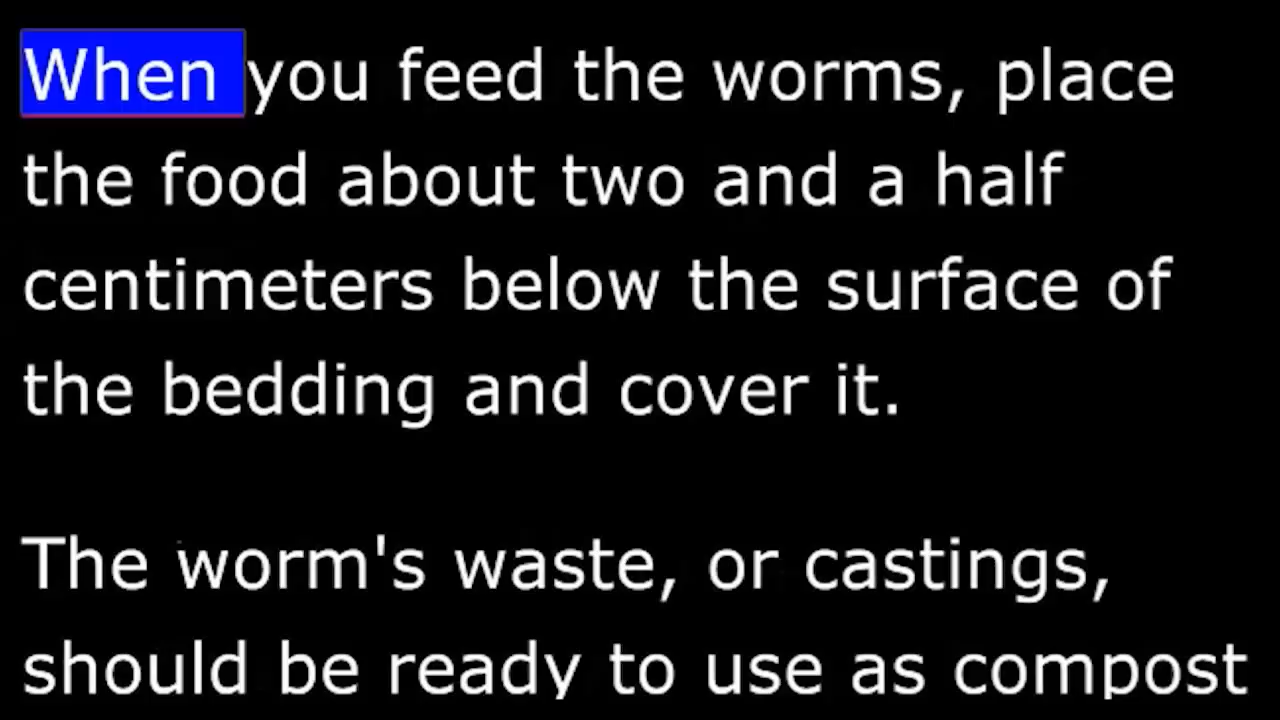 When you feed the worms, place
the food about two and a half
centimeters below the surface of
the bedding and cover it.
The worm's waste, or castings,
should be ready to use as compost